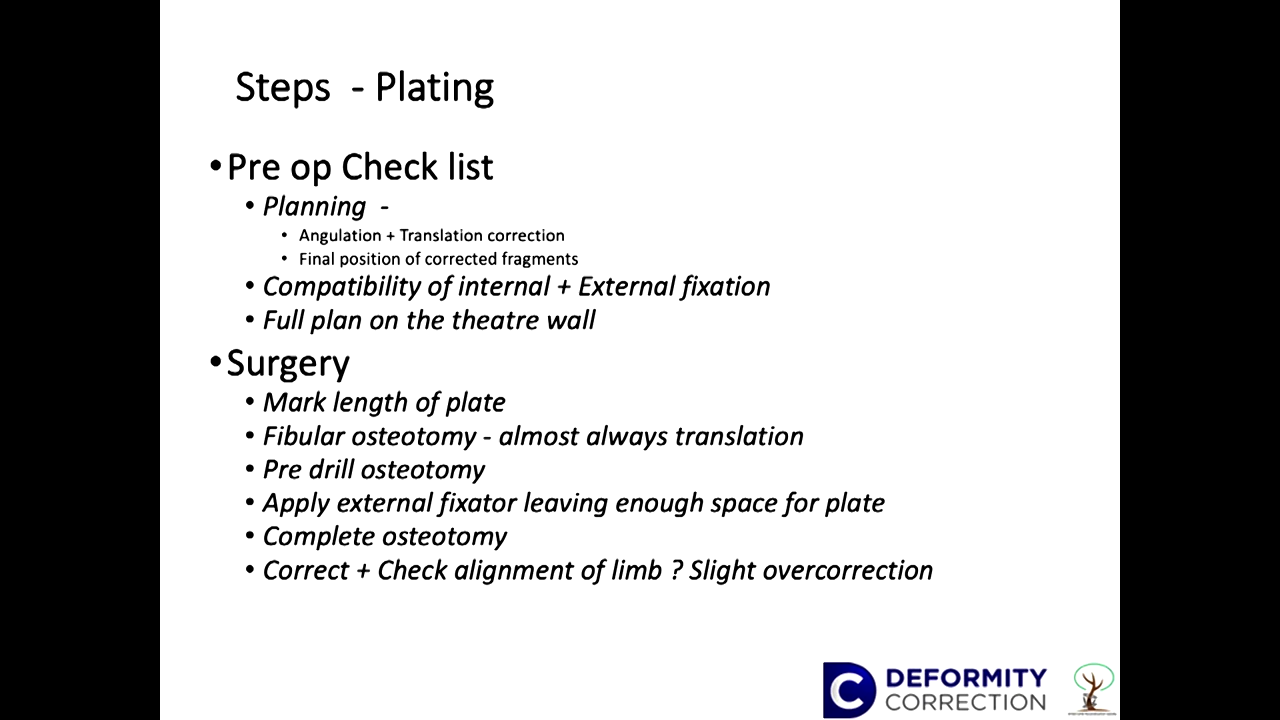 Steps  - Plating
•Pre op Check list
• Planning  -
• Angulation + Translation correction
• Final position of corrected fragments
• Compatibility of internal + External fixation
• Full plan on the theatre wall
•Surgery
• Mark length of plate
• Fibular osteotomy - almost always translation
• Pre drill osteotomy
• Apply external fixator leaving enough space for plate
• Complete osteotomy
• Correct + Check alignment of limb ? Slight overcorrection
DEFORMITY
CORRECTION